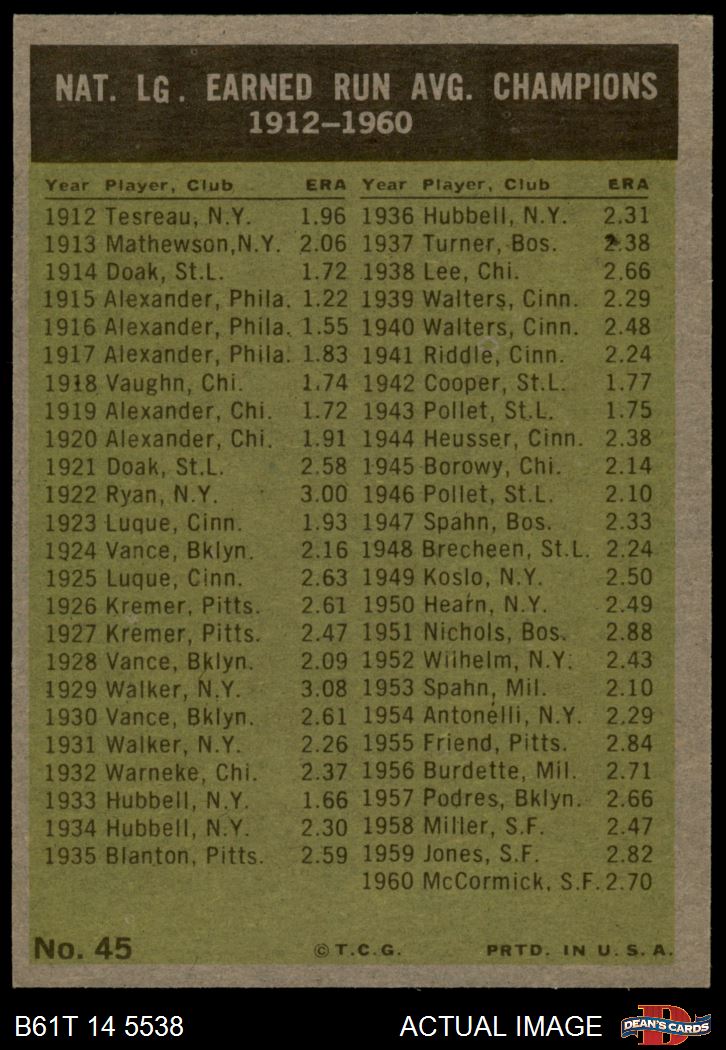 NAT. LG. EARNED RUN AVG. CHAMPIONS
1912–1960
Year Player, Club ERA
1912 Tesreau, N.Y. 1.96
1913 Mathewson, N.Y. 2.06
1914 Doak, St.L. 1.72
1915 Alexander, Phila. 1.22
1916 Alexander, Phila. 1.55
1917 Alexander, Phila. 1.83
1918 Vaughn, Chi. 1.74
1919 Alexander, Chi. 1.72
1920 Alexander, Chi. 1.91
1921 Doak, St.L. 2.58
1922 Ryan, N.Y. 3.00
1923 Luque, Cinn. 1.93
1924 Vance, Bklyn. 2.16
1925 Luque, Cinn. 2.63
1926 Kremer, Pitts. 2.61
1927 Kremer, Pitts. 2.47
1928 Vance, Bklyn. 2.09
1929 Walker, N.Y. 3.08
1930 Vance, Bklyn. 2.61
1931 Walker, N.Y. 2.26
1932 Warneke, Chi. 2.37
1933 Hubbell, N.Y. 1.66
1934 Hubbell, N.Y. 2.30
1935 Blanton, Pitts. 2.59
Year Player, Club ERA
1936 Hubbell, N.Y. 2.31
1937 Turner, Bos. 2.38
1938 Lee, Chi. 2.66
1939 Walters, Cinn. 2.29
1940 Walters, Cinn. 2.48
1941 Riddle, Cinn. 2.24
1942 Cooper, St.L. 1.77
1943 Pollet, St.L. 1.75
1944 Heusser, Cinn. 2.38
1945 Borowy, Chi. 2.14
1946 Pollet, St.L. 2.10
1947 Spahn, Bos. 2.33
1948 Brecheen, St.L. 2.24
1949 Koslo, N.Y. 2.50
1950 Hearn, N.Y. 2.49
1951 Nichols, Bos. 2.88
1952 Wilhelm, N.Y. 2.43
1953 Spahn, Mil. 2.10
1954 Antonelli, N.Y. 2.29
1955 Friend, Pitts. 2.84
1956 Burdette, Mil. 2.71
1957 Podres, Bklyn. 2.66
1958 Miller, S.F. 2.47
1959 Jones, S.F. 2.82
1960 McCormick, S.F. 2.70
No. 45 © T.C.G. PRTD. IN U.S.A.
B61T 14 5538 ACTUAL IMAGE D DEAN'S CARDS